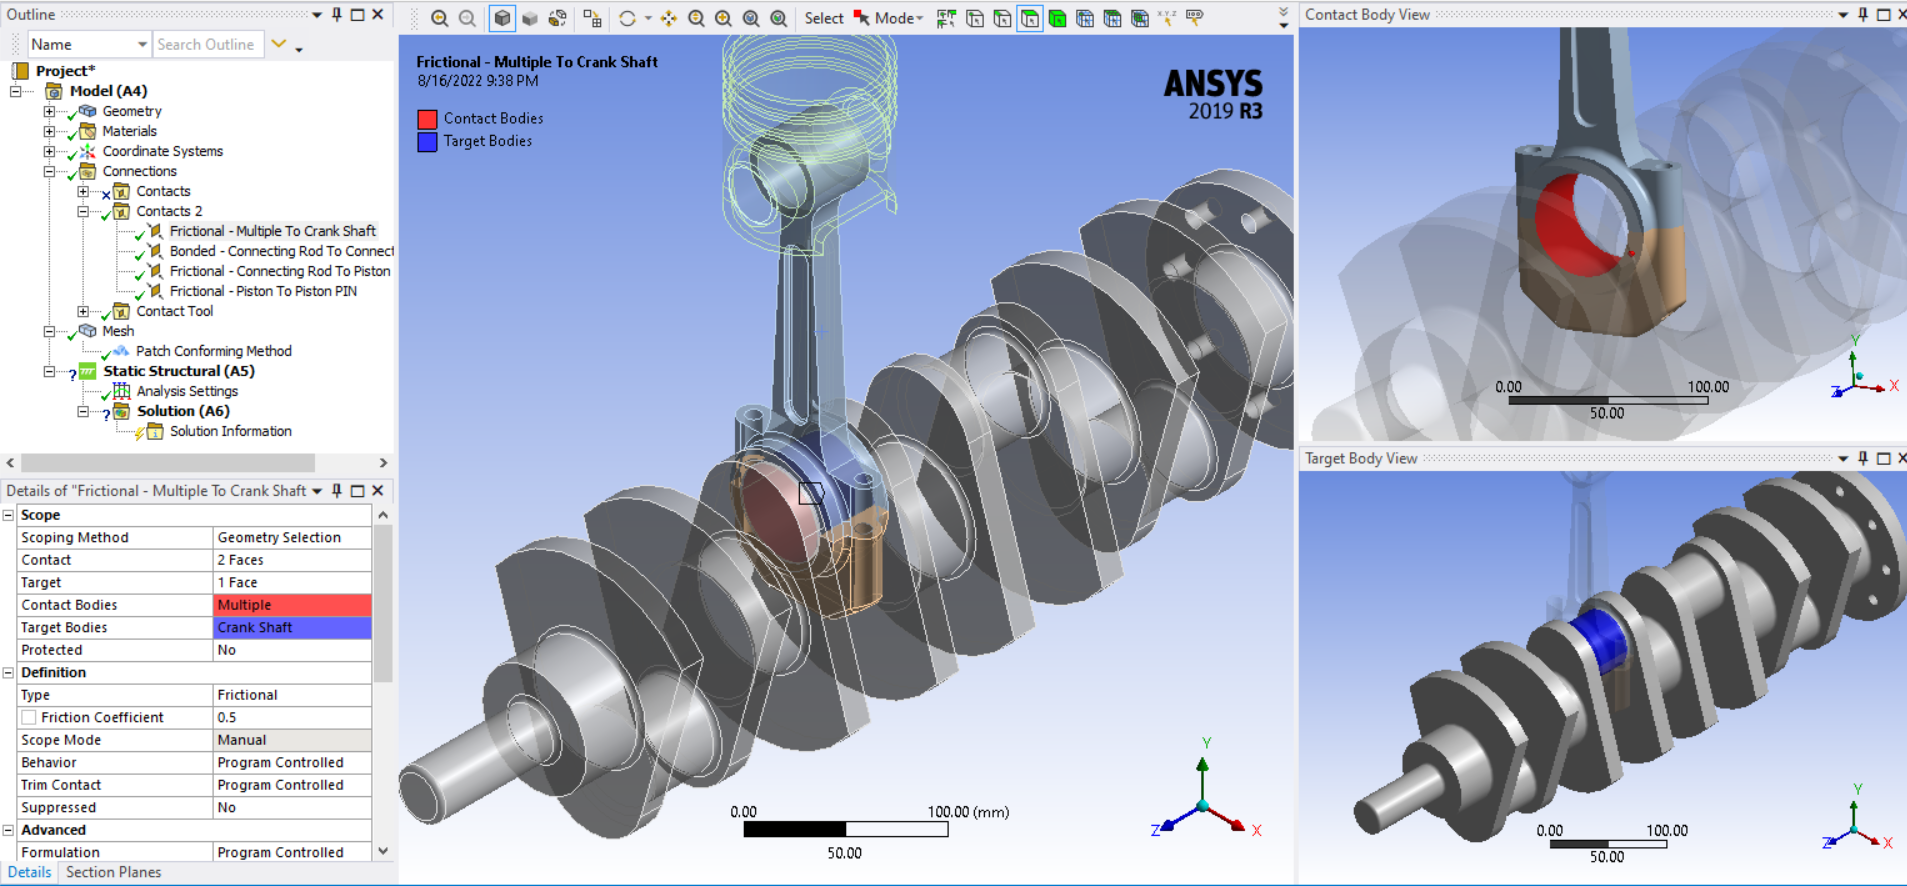 Outline
Name
Search Outline
Project*
Model (A4)
Geometry
Materials
Coordinate Systems
Connections
Contacts
Contacts 2
Frictional - Multiple To Crank Shaft
Bonded - Connecting Rod To Connect
Frictional - Connecting Rod To Piston
Frictional - Piston To Piston PIN
Contact Tool
Mesh
Patch Conforming Method
Static Structural (A5)
Analysis Settings
Solution (A6)
Solution Information
Details of "Frictional - Multiple To Crank Shaft
Scope
Scoping Method Geometry Selection
Contact 2 Faces
Target 1 Face
Contact Bodies Multiple
Target Bodies Crank Shaft
Protected No
Definition
Type Frictional
Friction Coefficient 0.5
Scope Mode Manual
Behavior Program Controlled
Trim Contact Program Controlled
Suppressed No
Advanced
Formulation Program Controlled
Details Section Planes
Select Mode
Frictional - Multiple To Crank Shaft
8/16/2022 9:38 PM
Contact Bodies
Target Bodies
ANSYS
2019 R3
0.00 100.00 (mm)
50.00
Y
Z X
Contact Body View
0.00 100.00
50.00
Y
Z X
Target Body View
0.00 100.00
50.00
Y
Z X